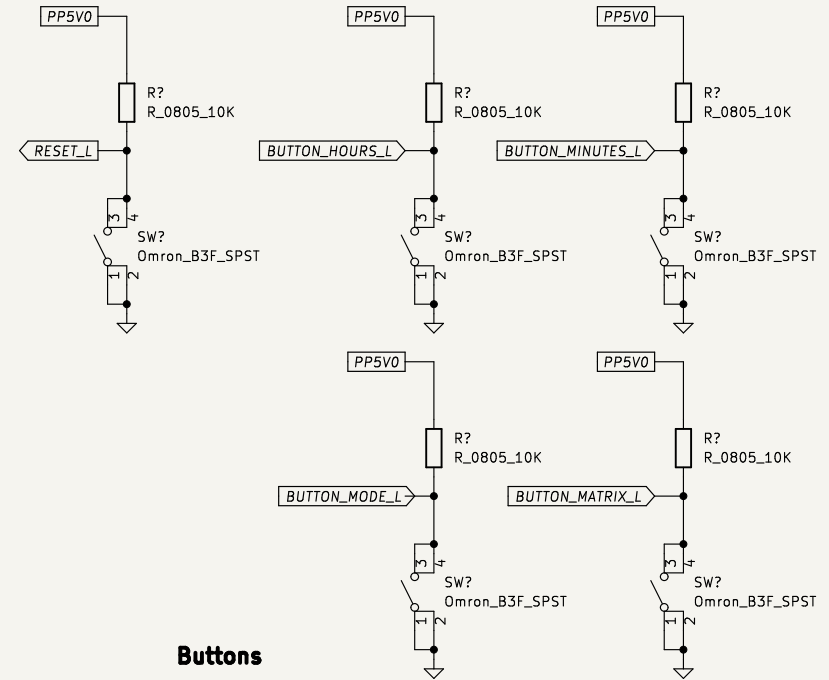 PP5V0
R?
R_0805_10K
RESET_L
3 4
SW?
Omron_B3F_SPST
1 2
PP5V0
R?
R_0805_10K
BUTTON_HOURS_L
3 4
SW?
Omron_B3F_SPST
1 2
PP5V0
R?
R_0805_10K
BUTTON_MINUTES_L
3 4
SW?
Omron_B3F_SPST
1 2
PP5V0
R?
R_0805_10K
BUTTON_MODE_L
3 4
SW?
Omron_B3F_SPST
1 2
PP5V0
R?
R_0805_10K
BUTTON_MATRIX_L
3 4
SW?
Omron_B3F_SPST
1 2
Buttons